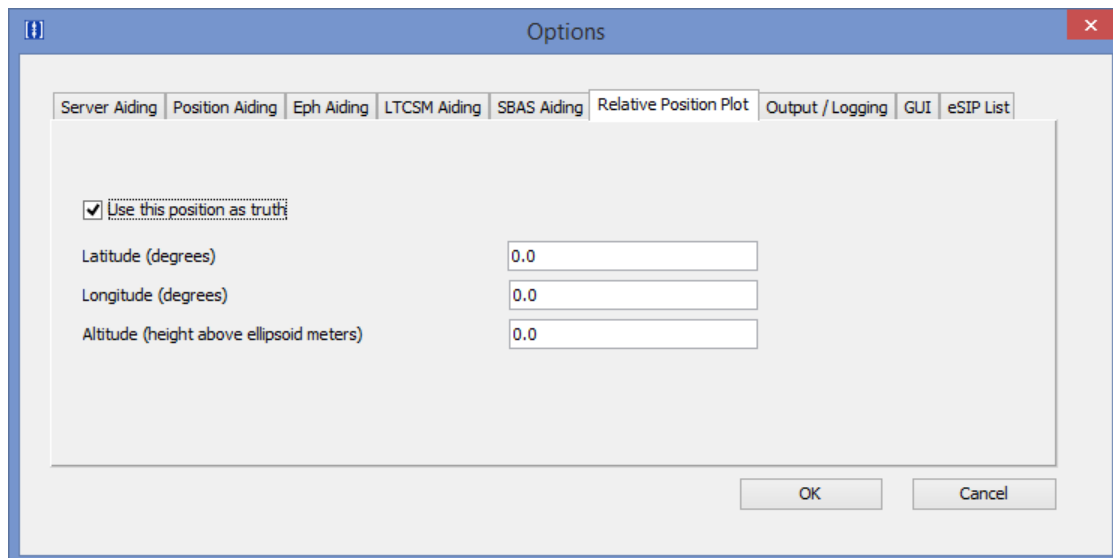 Options
Server Aiding Position Aiding Eph Aiding LTCSM Aiding SBAS Aiding Relative Position Plot Output / Logging GUI eSIP List
Use this position as truth
Latitude (degrees) 0.0
Longitude (degrees) 0.0
Altitude (height above ellipsoid meters) 0.0
OK Cancel